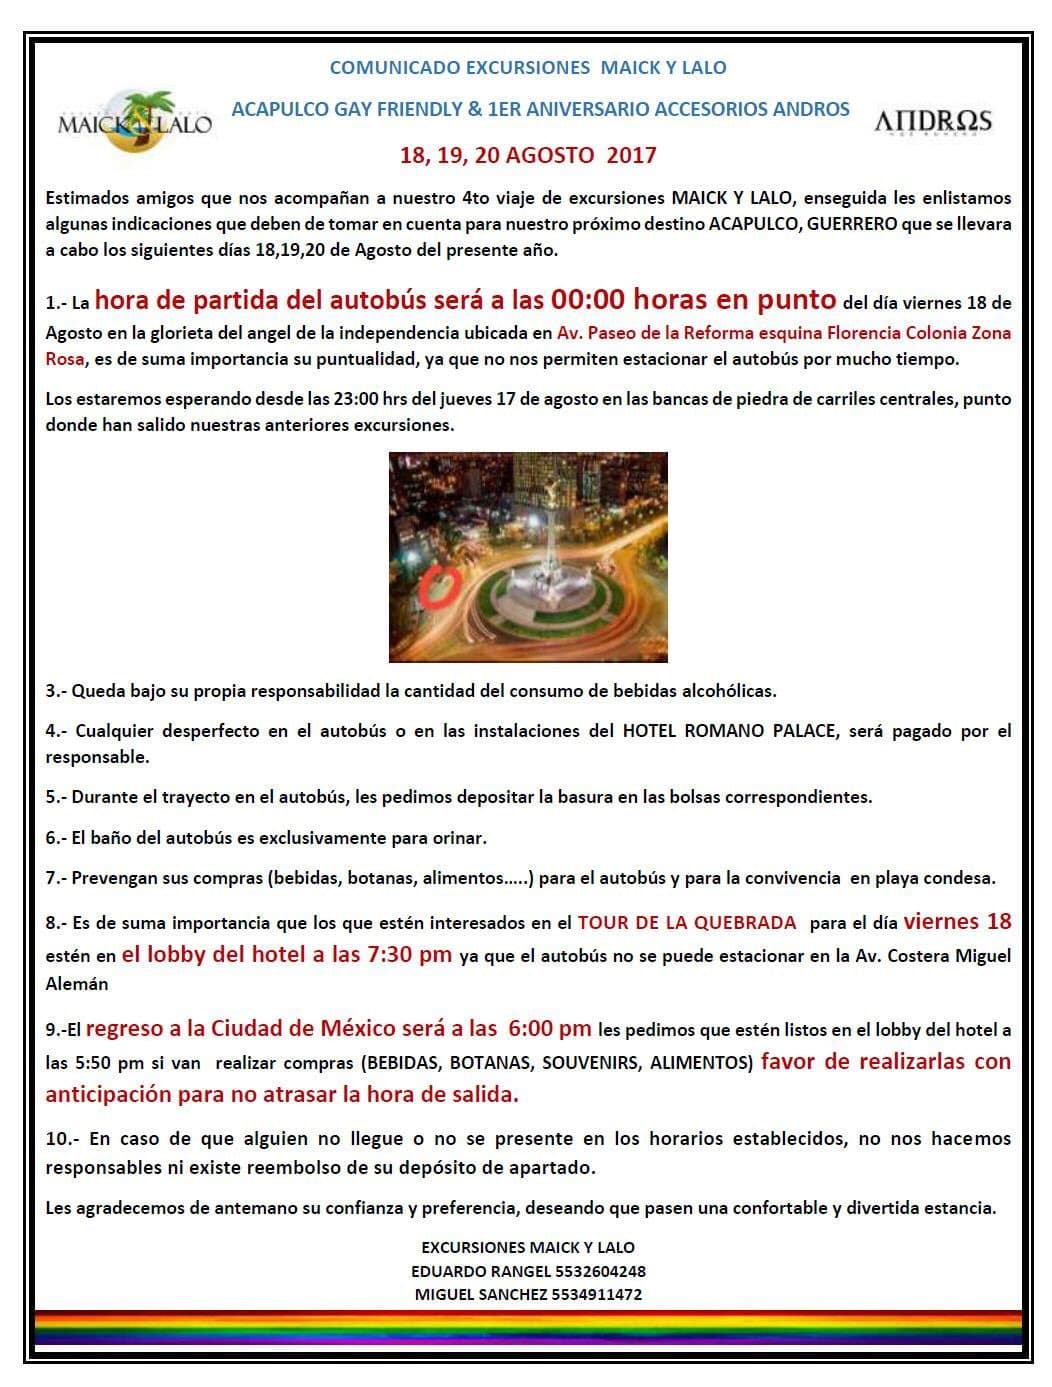 COMUNICADO EXCURSIONES MAICK Y LALO
MAICK Y LALO
ACAPULCO GAY FRIENDLY & 1ER ANIVERSARIO ACCESORIOS ANDROS
ΛΠDRΩS
18, 19, 20 AGOSTO 2017
Estimados amigos que nos acompañan a nuestro 4to viaje de excursiones MAICK Y LALO, enseguida les enlistamos
algunas indicaciones que deben de tomar en cuenta para nuestro próximo destino ACAPULCO, GUERRERO que se llevara
a cabo los siguientes días 18,19,20 de Agosto del presente año.
1.- La hora de partida del autobús será a las 00:00 horas en punto del día viernes 18 de
Agosto en la glorieta del angel de la independencia ubicada en Av. Paseo de la Reforma esquina Florencia Colonia Zona
Rosa, es de suma importancia su puntualidad, ya que no nos permiten estacionar el autobús por mucho tiempo.
Los estaremos esperando desde las 23:00 hrs del jueves 17 de agosto en las bancas de piedra de carriles centrales, punto
donde han salido nuestras anteriores excursiones.
3.- Queda bajo su propia responsabilidad la cantidad del consumo de bebidas alcohólicas.
4.- Cualquier desperfecto en el autobús o en las instalaciones del HOTEL ROMANO PALACE, será pagado por el
responsable.
5.- Durante el trayecto en el autobús, les pedimos depositar la basura en las bolsas correspondientes.
6.- El baño del autobús es exclusivamente para orinar.
7.- Prevengan sus compras (bebidas, botanas, alimentos.....) para el autobús y para la convivencia en playa condesa.
8.- Es de suma importancia que los que estén interesados en el TOUR DE LA QUEBRADA para el día viernes 18
estén en el lobby del hotel a las 7:30 pm ya que el autobús no se puede estacionar en la Av. Costera Miguel
Alemán
9.-El regreso a la Ciudad de México será a las 6:00 pm les pedimos que estén listos en el lobby del hotel a
las 5:50 pm si van realizar compras (BEBIDAS, BOTANAS, SOUVENIRS, ALIMENTOS) favor de realizarlas con
anticipación para no atrasar la hora de salida.
10.- En caso de que alguien no llegue o no se presente en los horarios establecidos, no nos hacemos
responsables ni existe reembolso de su depósito de apartado.
Les agradecemos de antemano su confianza y preferencia, deseando que pasen una confortable y divertida estancia.
EXCURSIONES MAICK Y LALO
EDUARDO RANGEL 5532604248
MIGUEL SANCHEZ 5534911472